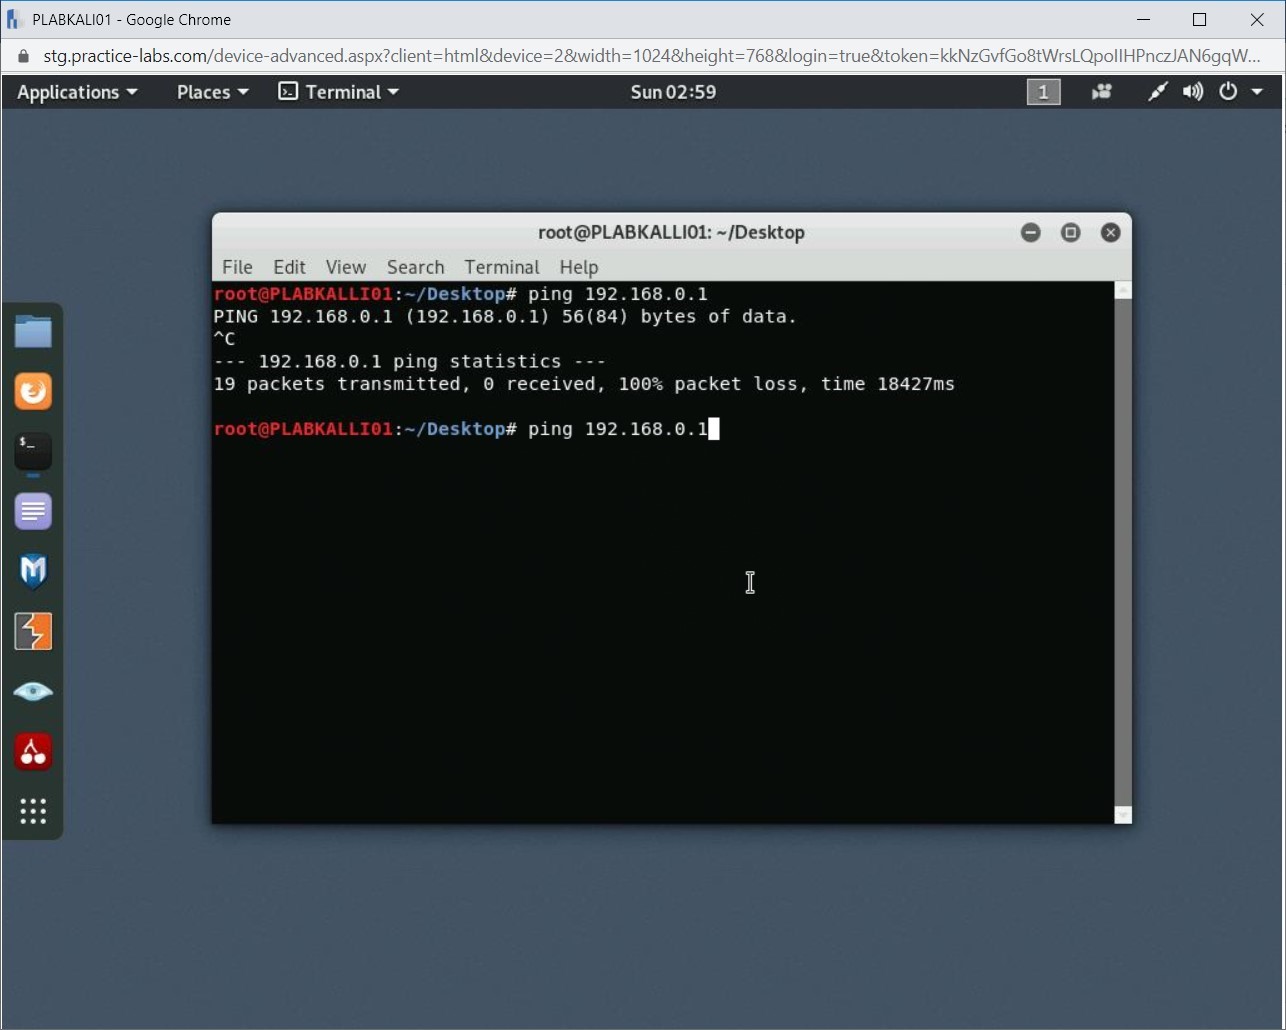 PLABKALI01 - Google Chrome
stg.practice-labs.com/device-advanced.aspx?client=html&device=2&width=1024&height=768&login=true&token=kkNzGvfGo8tWrsLQpoIIHPnczJAN6gqW...
Applications Places Terminal Sun 02:59 1
root@PLABKALLI01: ~/Desktop
File Edit View Search Terminal Help
root@PLABKALLI01:~/Desktop# ping 192.168.0.1
PING 192.168.0.1 (192.168.0.1) 56(84) bytes of data.
^C
--- 192.168.0.1 ping statistics ---
19 packets transmitted, 0 received, 100% packet loss, time 18427ms
root@PLABKALLI01:~/Desktop# ping 192.168.0.1
$_